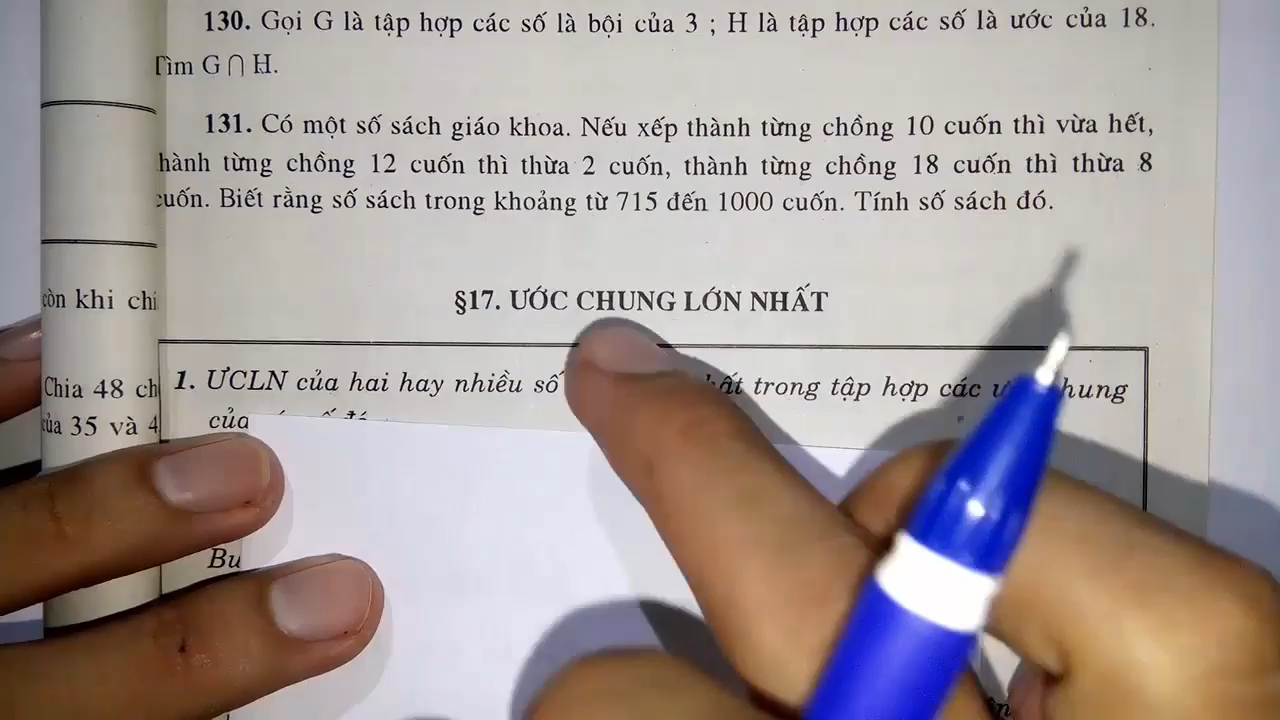 130. Gọi G là tập hợp các số là bội của 3 ; H là tập hợp các số là ước của 18.
Tìm G ∩ H.
131. Có một số sách giáo khoa. Nếu xếp thành từng chồng 10 cuốn thì vừa hết,
hành từng chồng 12 cuốn thì thừa 2 cuốn, thành từng chồng 18 cuốn thì thừa 8
uốn. Biết rằng số sách trong khoảng từ 715 đến 1000 cuốn. Tính số sách đó.
còn khi chi
§17. ƯỚC CHUNG LỚN NHẤT
Chia 48 ch
1. ƯCLN của hai hay nhiều số trong tập hợp các chung
ủa 35 và 4
của
Bu